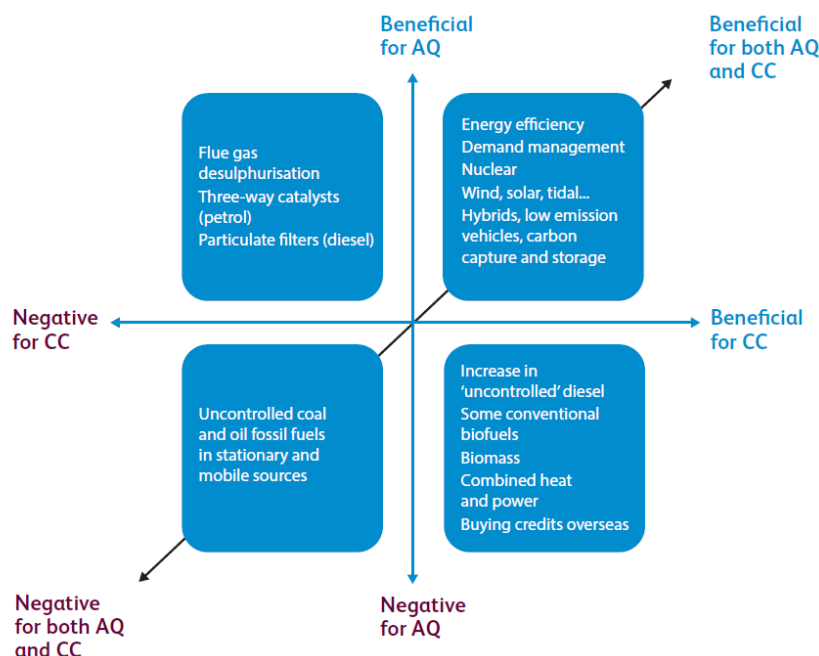 Beneficial
for AQ
Beneficial
for both AQ
and CC
Flue gas
desulphurisation
Three-way catalysts
(petrol)
Particulate filters (diesel)
Energy efficiency
Demand management
Nuclear
Wind, solar, tidal...
Hybrids, low emission
vehicles, carbon
capture and storage
Negative
for CC
Beneficial
for CC
Uncontrolled coal
and oil fossil fuels
in stationary and
mobile sources
Increase in
‘uncontrolled’ diesel
Some conventional
biofuels
Biomass
Combined heat
and power
Buying credits overseas
Negative
for both AQ
and CC
Negative
for AQ